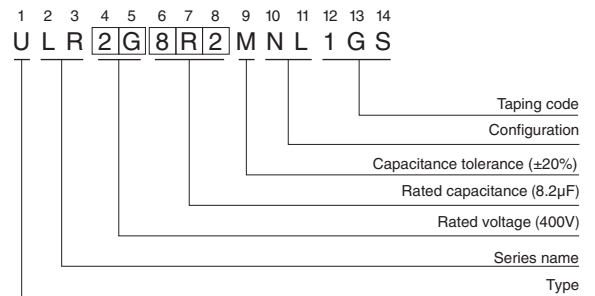 1 2 3 4 5 6 7 8 9 10 11 12 13 14
U L R 2 G 8 R 2 M N L 1 G S
Taping code
Configuration
Capacitance tolerance (±20%)
Rated capacitance (8.2µF)
Rated voltage (400V)
Series name
Type